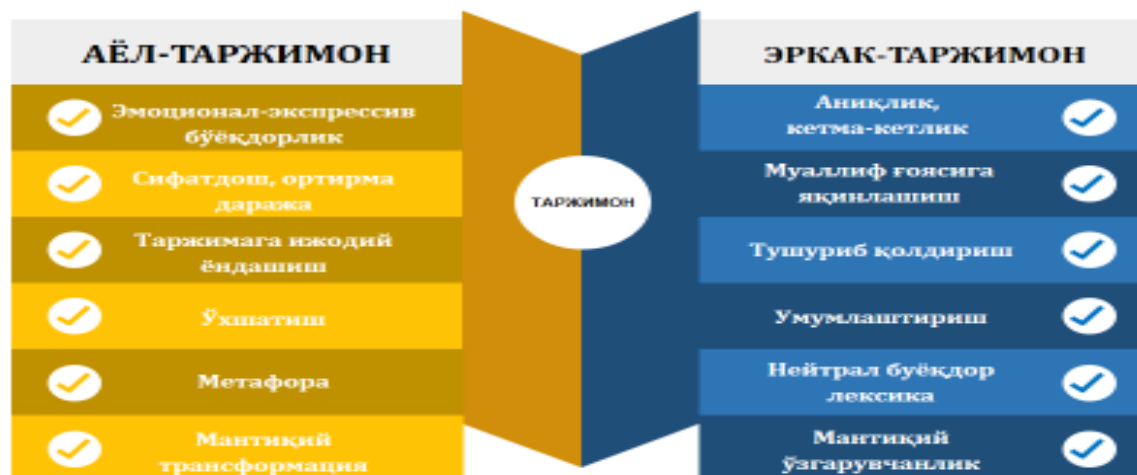 АЁЛ-ТАРЖИМОН
Эмоционал-экспрессив
бўёқдорлик
Сифатдош, ортирма
даража
Таржимага ижодий
ёндашиш
Ўхшатиш
Метафора
Мантиқий
трансформация
ТАРЖИМОН
ЭРКАК-ТАРЖИМОН
Аниқлик,
кетма-кетлик
Муаллиф ғоясига
яқинлашиш
Тушуриб қолдириш
Умумлаштириш
Нейтрал буёқдор
лексика
Мантиқий
ўзгарувчанлик